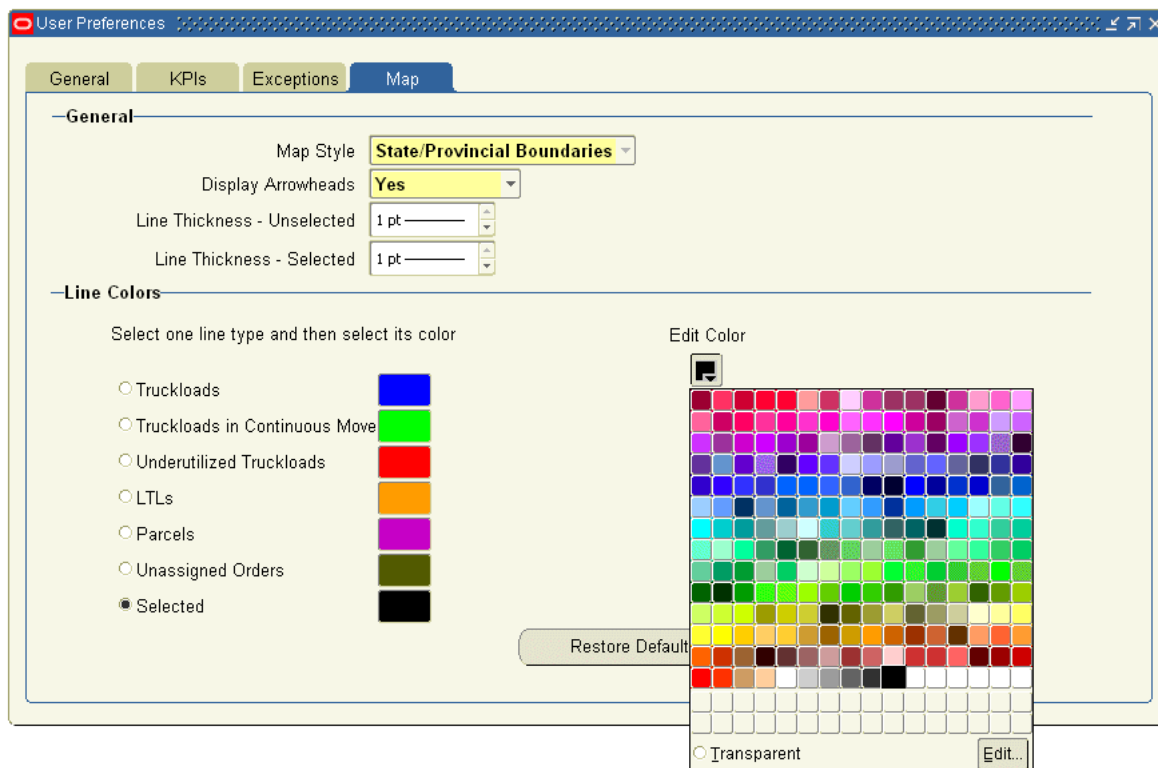 User Preferences
General KPIs Exceptions Map
General
Map Style State/Provincial Boundaries
Display Arrowheads Yes
Line Thickness - Unselected 1 pt
Line Thickness - Selected 1 pt
Line Colors
Select one line type and then select its color
Edit Color
Truckloads
Truckloads in Continuous Move
Underutilized Truckloads
LTLs
Parcels
Unassigned Orders
Selected
Restore Default
Transparent Edit...